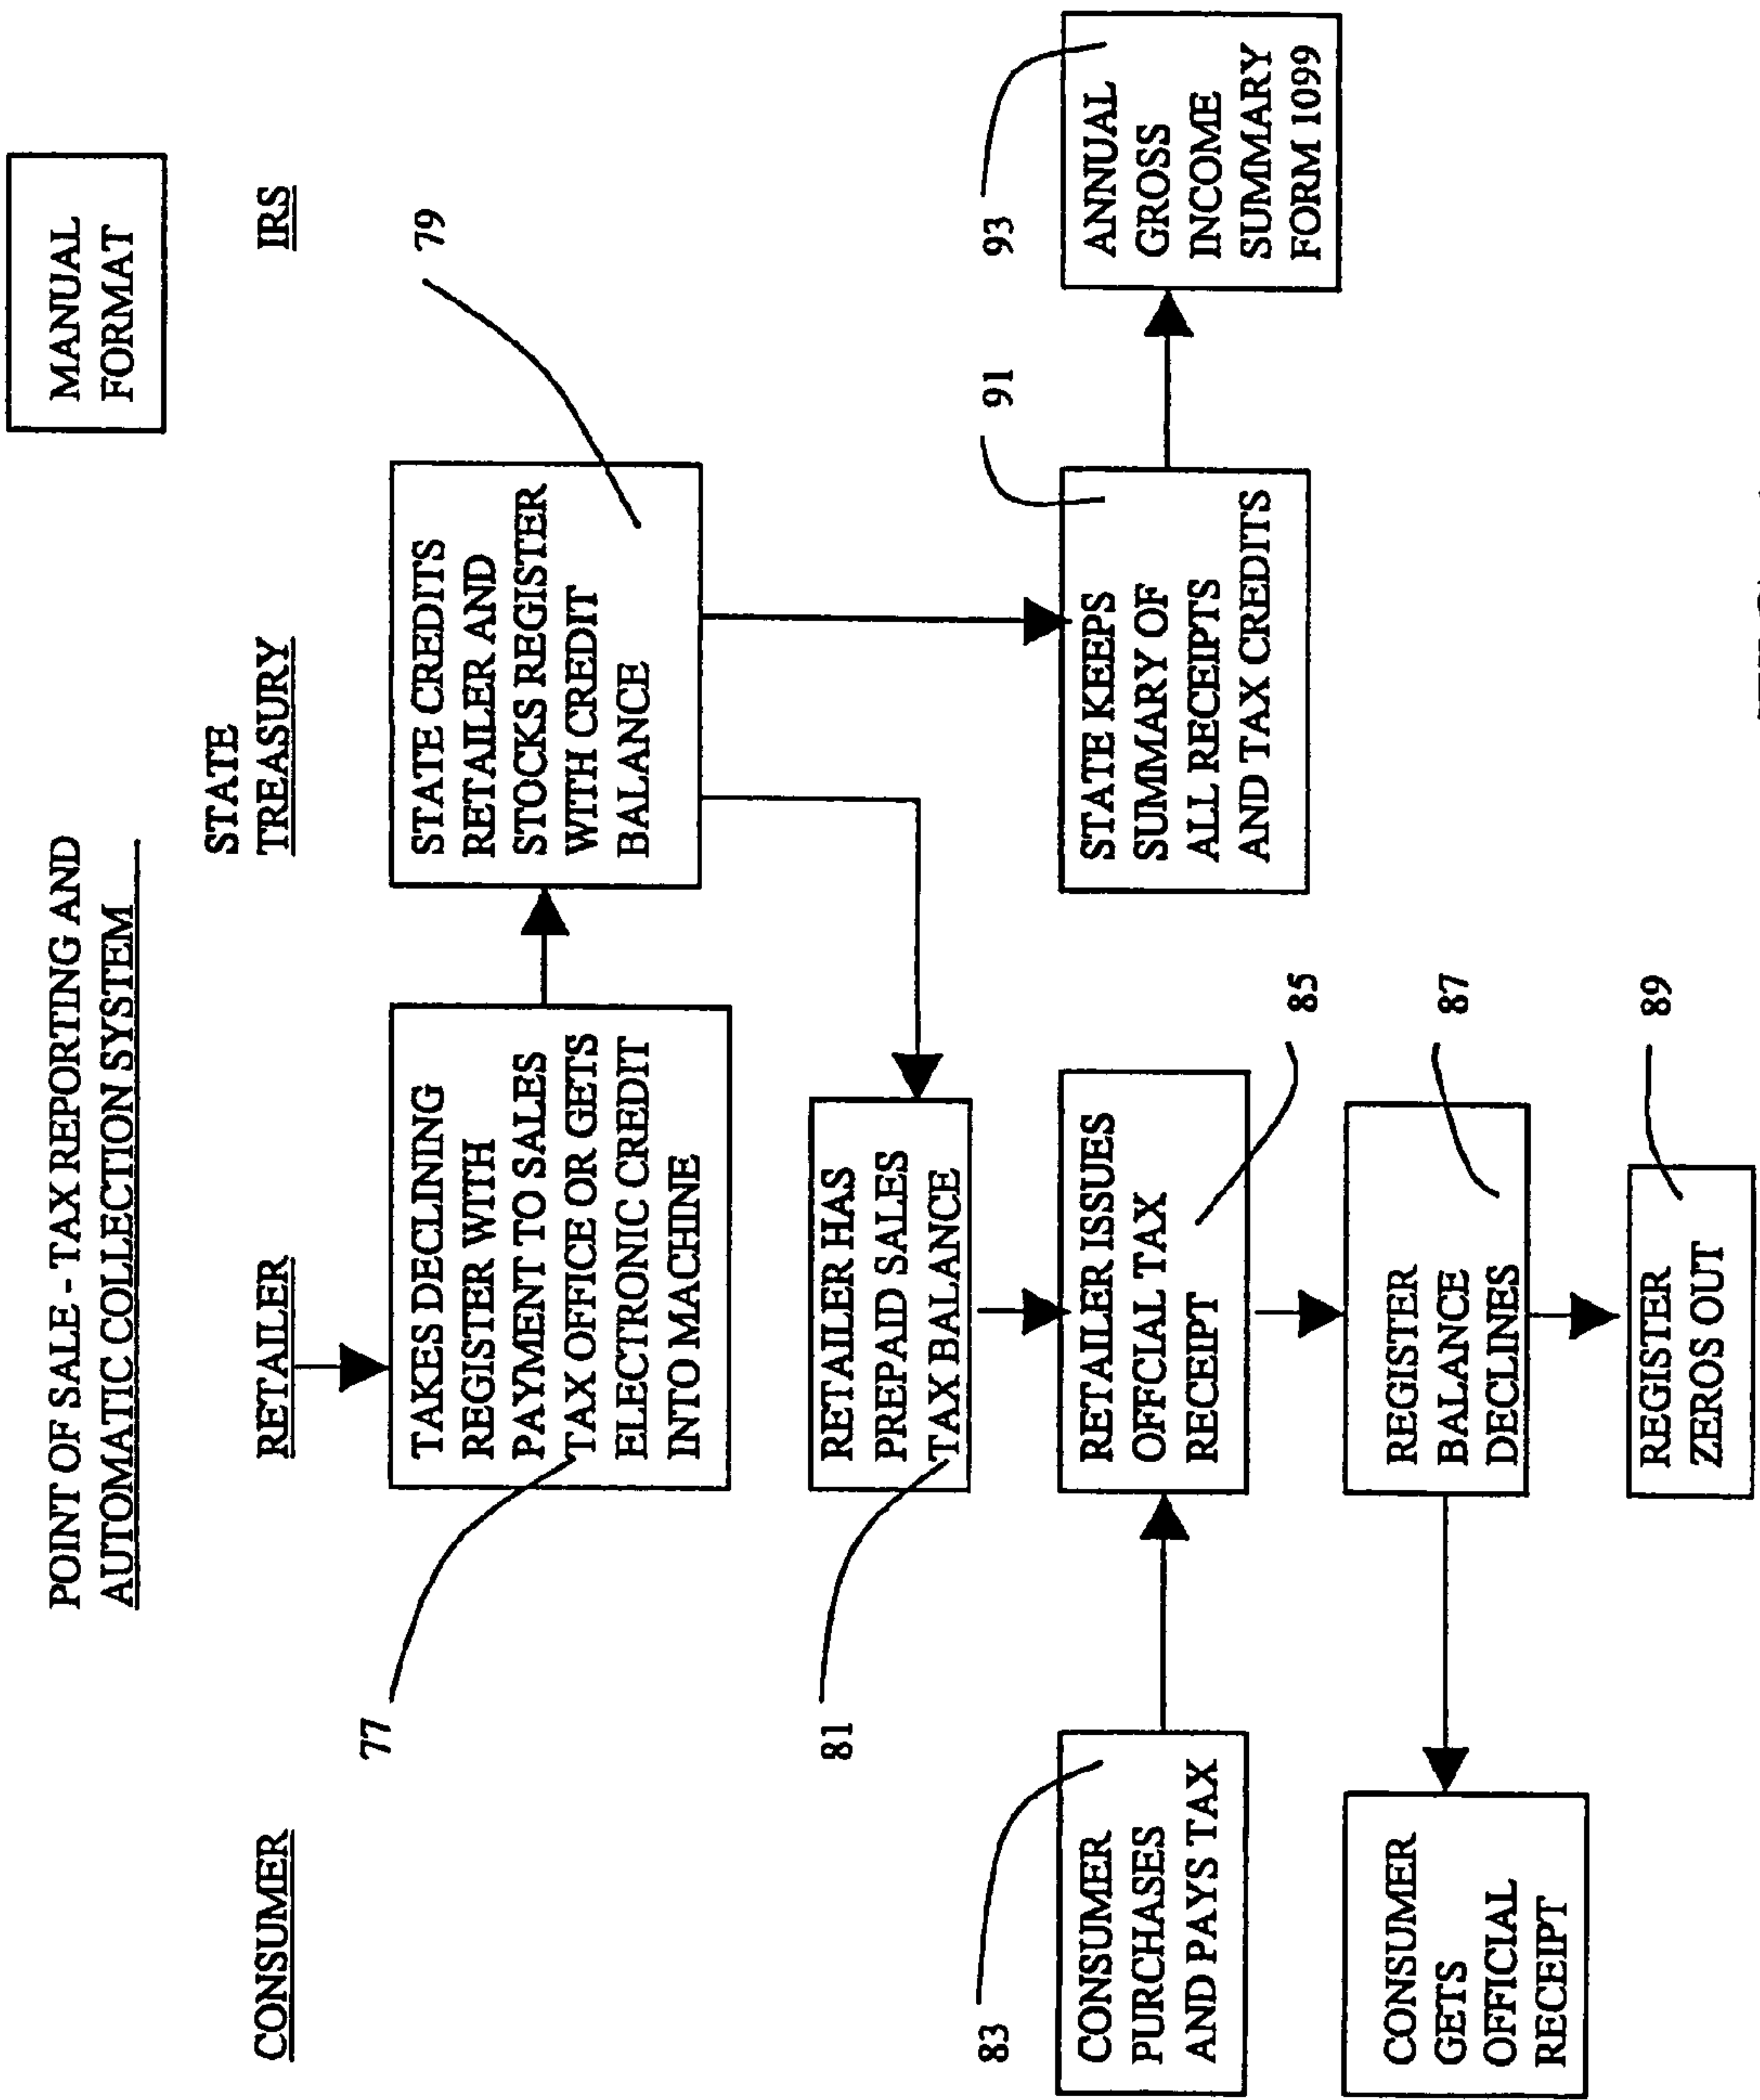 MANUAL
FORMAT
POINT OF SALE - TAX REPORTING AND
AUTOMATIC COLLECTION SYSTEM
CONSUMER
RETAILER
STATE
TREASURY
IRS
77
TAKES DECLINING
REGISTER WITH
PAYMENT TO SALES
TAX OFFICE OR GETS
ELECTRONIC CREDIT
INTO MACHINE
STATE CREDITS
RETAILER AND
STOCKS REGISTER
WITH CREDIT
BALANCE
79
81
RETAILER HAS
PREPAID SALES
TAX BALANCE
83
CONSUMER
PURCHASES
AND PAYS TAX
RETAILER ISSUES
OFFCIAL TAX
RECEIPT
85
91
STATE KEEPS
SUMMARY OF
ALL RECEIPTS
AND TAX CREDITS
93
ANNUAL
GROSS
INCOME
SUMMARY
FORM 1099
CONSUMER
GETS
OFFICIAL
RECEIPT
REGISTER
BALANCE
DECLINES
87
REGISTER
ZEROS OUT
89